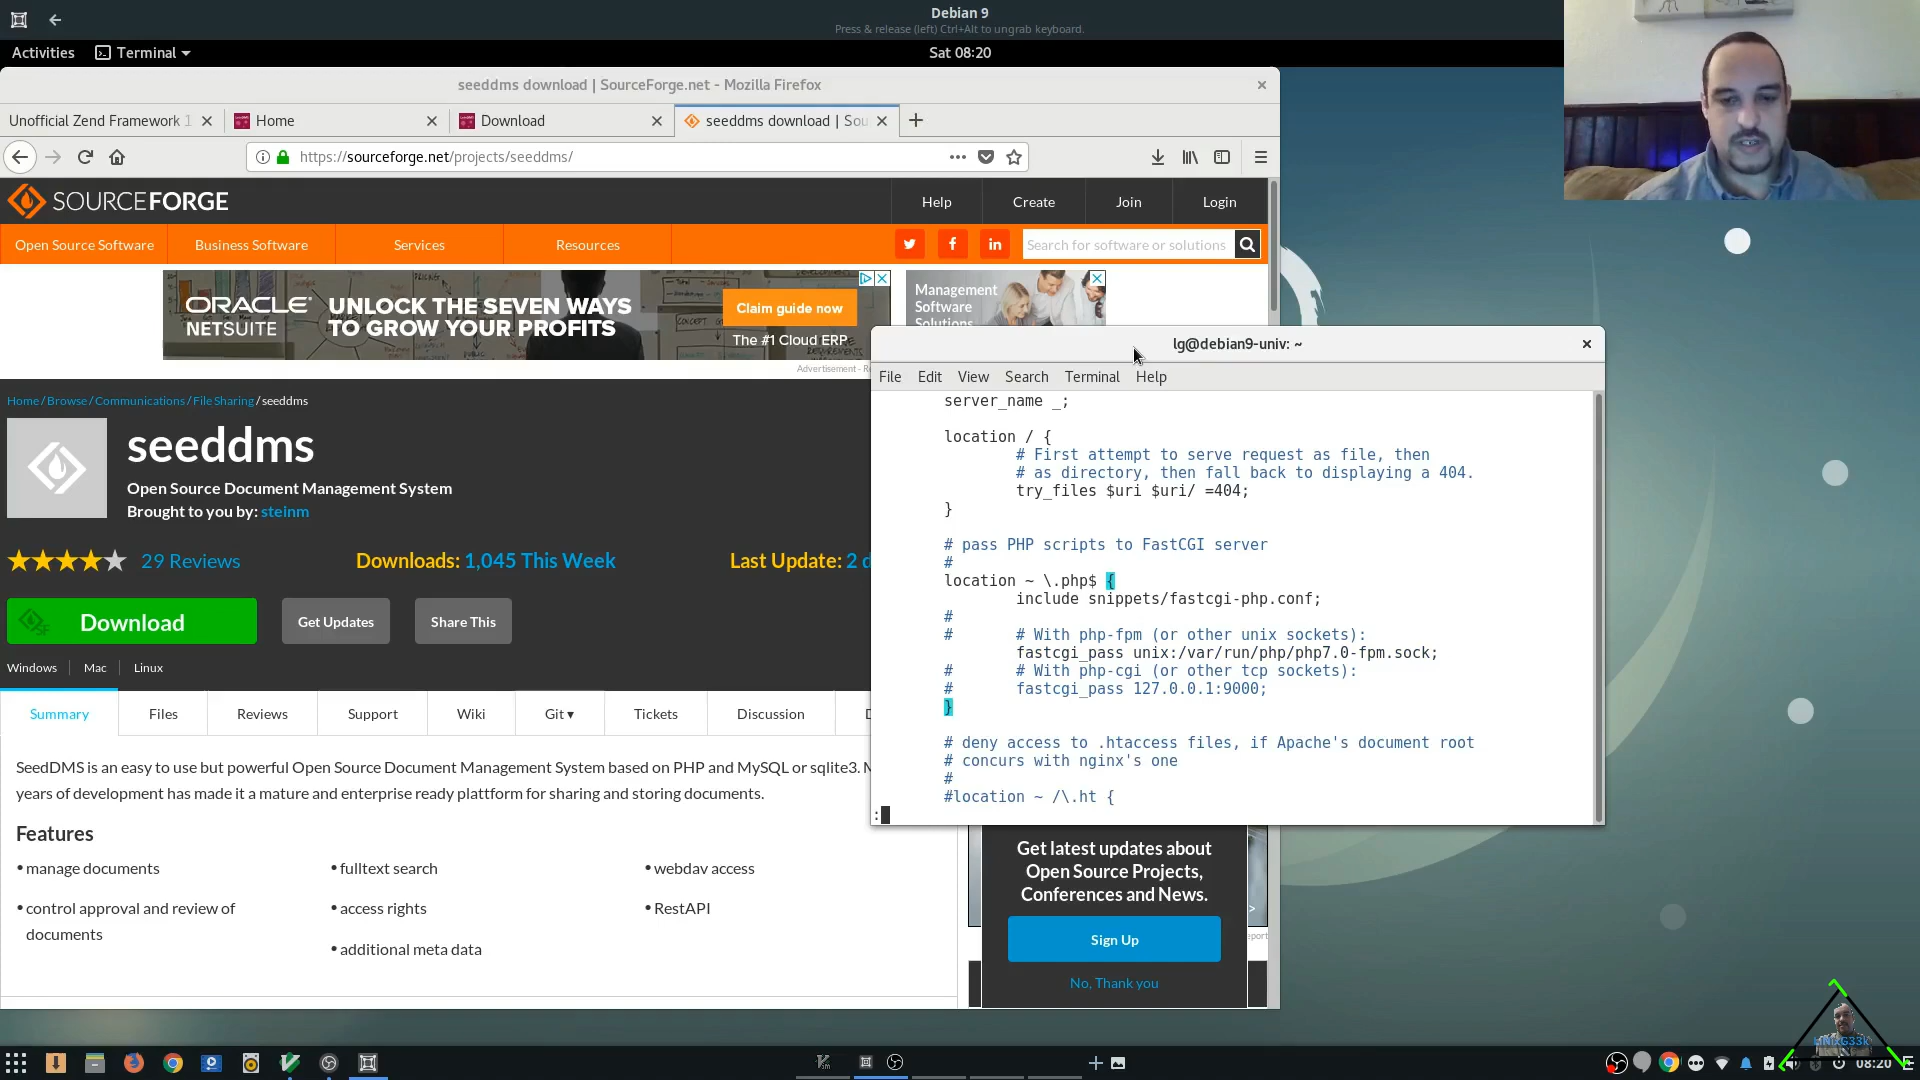 Debian 9
Press & release (left) Ctrl+Alt to ungrab keyboard.
Activities
Terminal
Sat 08:20
seeddms download | SourceForge.net - Mozilla Firefox
Unofficial Zend Framework 1
Home
Download
seeddms download | Sou
https://sourceforge.net/projects/seeddms/
SOURCEFORGE
Help
Create
Join
Login
Open Source Software
Business Software
Services
Resources
Search for software or solutions
ORACLE
NETSUITE
UNLOCK THE SEVEN WAYS
TO GROW YOUR PROFITS
Claim guide now
The #1 Cloud ERP
Management
Software
Solutions
Advertisement - R
Home / Browse / Communications / File Sharing / seeddms
seeddms
Open Source Document Management System
Brought to you by: steinm
29 Reviews
Downloads: 1,045 This Week
Last Update: 2 d
Download
Get Updates
Share This
Windows
Mac
Linux
Summary
Files
Reviews
Support
Wiki
Git ▾
Tickets
Discussion
SeedDMS is an easy to use but powerful Open Source Document Management System based on PHP and MySQL or sqlite3. M
years of development has made it a mature and enterprise ready plattform for sharing and storing documents.
Features
• manage documents
• fulltext search
• webdav access
• control approval and review of
documents
• access rights
• RestAPI
• additional meta data
lg@debian9-univ: ~
File Edit View Search Terminal Help
server_name _;
location / {
# First attempt to serve request as file, then
# as directory, then fall back to displaying a 404.
try_files $uri $uri/ =404;
}
# pass PHP scripts to FastCGI server
#
location ~ \.php$ {
include snippets/fastcgi-php.conf;
#
# # With php-fpm (or other unix sockets):
fastcgi_pass unix:/var/run/php/php7.0-fpm.sock;
# # With php-cgi (or other tcp sockets):
# fastcgi_pass 127.0.0.1:9000;
}
# deny access to .htaccess files, if Apache's document root
# concurs with nginx's one
#
#location ~ /\.ht {
:
Get latest updates about
Open Source Projects,
Conferences and News.
Sign Up
No, Thank you
eport
08:20